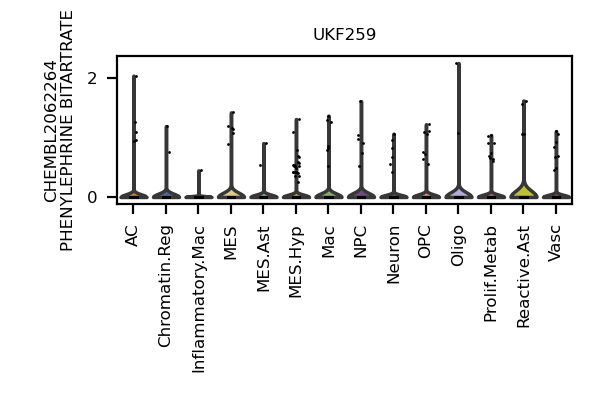 UKF259
CHEMBL2062264
PHENYLEPHRINE BITARTRATE
2
0
AC
Chromatin.Reg
Inflammatory.Mac
MES
MES.Ast
MES.Hyp
Mac
NPC
Neuron
OPC
Oligo
Prolif.Metab
Reactive.Ast
Vasc